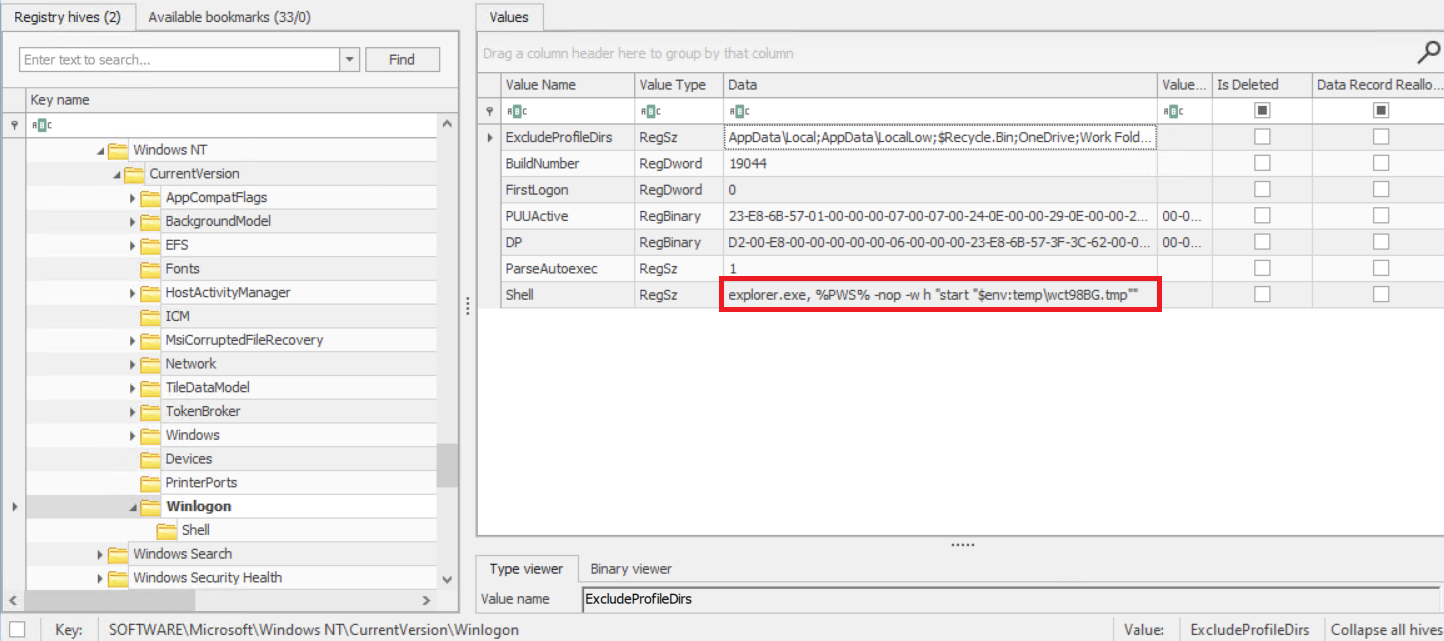 Registry hives (2) Available bookmarks (33/0)
Enter text to search... Find
Key name
Windows NT
CurrentVersion
AppCompatFlags
BackgroundModel
EFS
Fonts
HostActivityManager
ICM
MsiCorruptedFileRecovery
Network
TileDataModel
TokenBroker
Windows
Devices
PrinterPorts
Winlogon
Shell
Windows Search
Windows Security Health
Values
Drag a column header here to group by that column
Value Name Value Type Data Value... Is Deleted Data Record Reallo...
ExcludeProfileDirs RegSz AppData\Local;AppData\LocalLow;$Recycle.Bin;OneDrive;Work Fold...
BuildNumber RegDword 19044
FirstLogon RegDword 0
PUUActive RegBinary 23-E8-6B-57-01-00-00-00-07-00-07-00-24-0E-00-00-29-0E-00-00-2... 00-0...
DP RegBinary D2-00-E8-00-00-00-00-00-06-00-00-00-23-E8-6B-57-3F-3C-62-00-0... 00-0...
ParseAutoexec RegSz 1
Shell RegSz explorer.exe, %PWS% -nop -w h "start "$env:temp\wct98BG.tmp""
Type viewer Binary viewer
Value name ExcludeProfileDirs
Key: SOFTWARE\Microsoft\Windows NT\CurrentVersion\Winlogon Value: ExcludeProfileDirs Collapse all hives